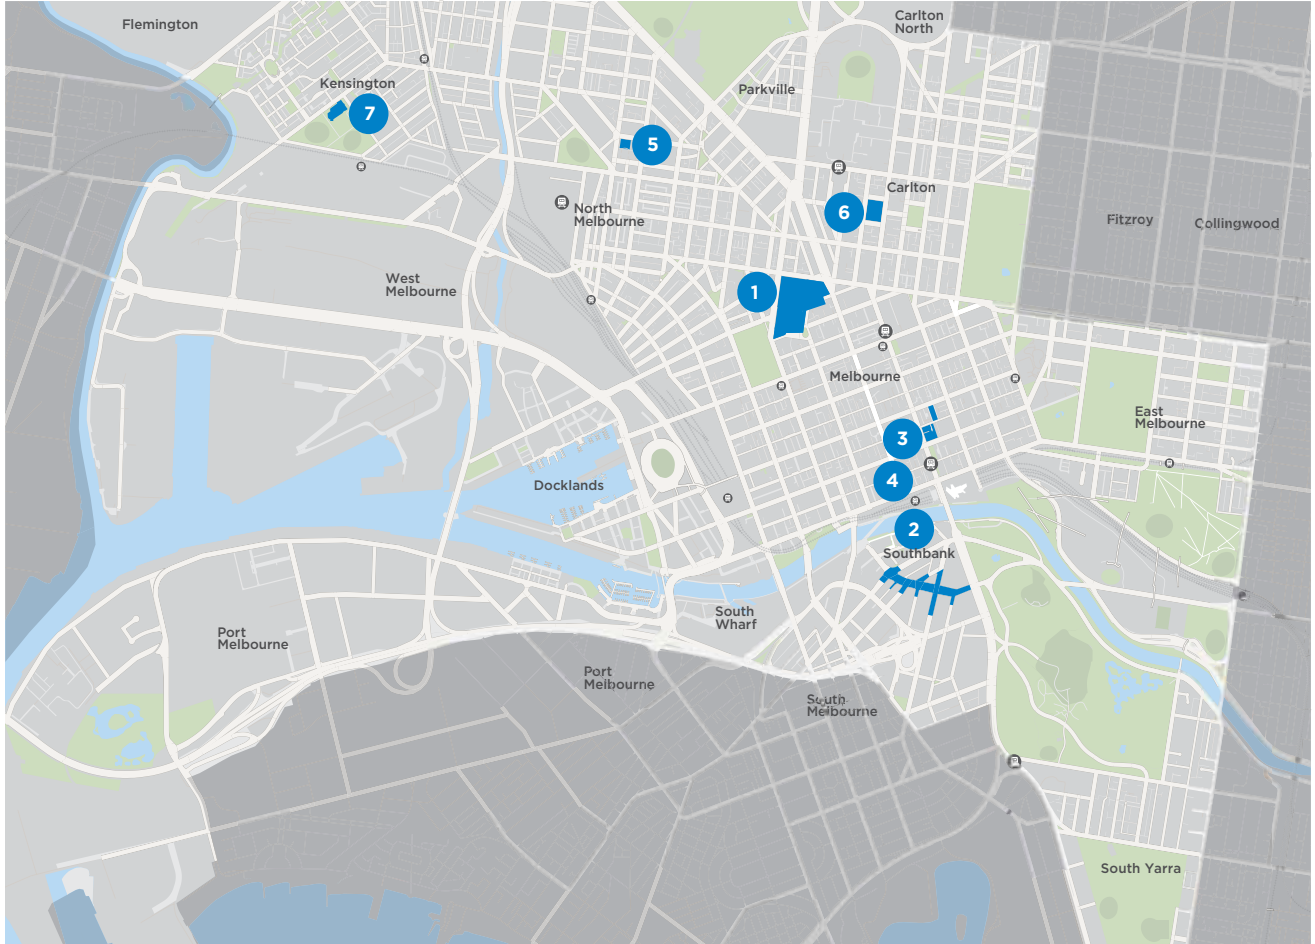 Flemington
Carlton
North
Kensington
Parkville
7
5
Carlton
6
North
Melbourne
Fitzroy
Collingwood
West
Melbourne
1
Melbourne
East
Melbourne
3
4
Docklands
2
Southbank
South
Wharf
Port
Melbourne
Port
Melbourne
South
Melbourne
South Yarra